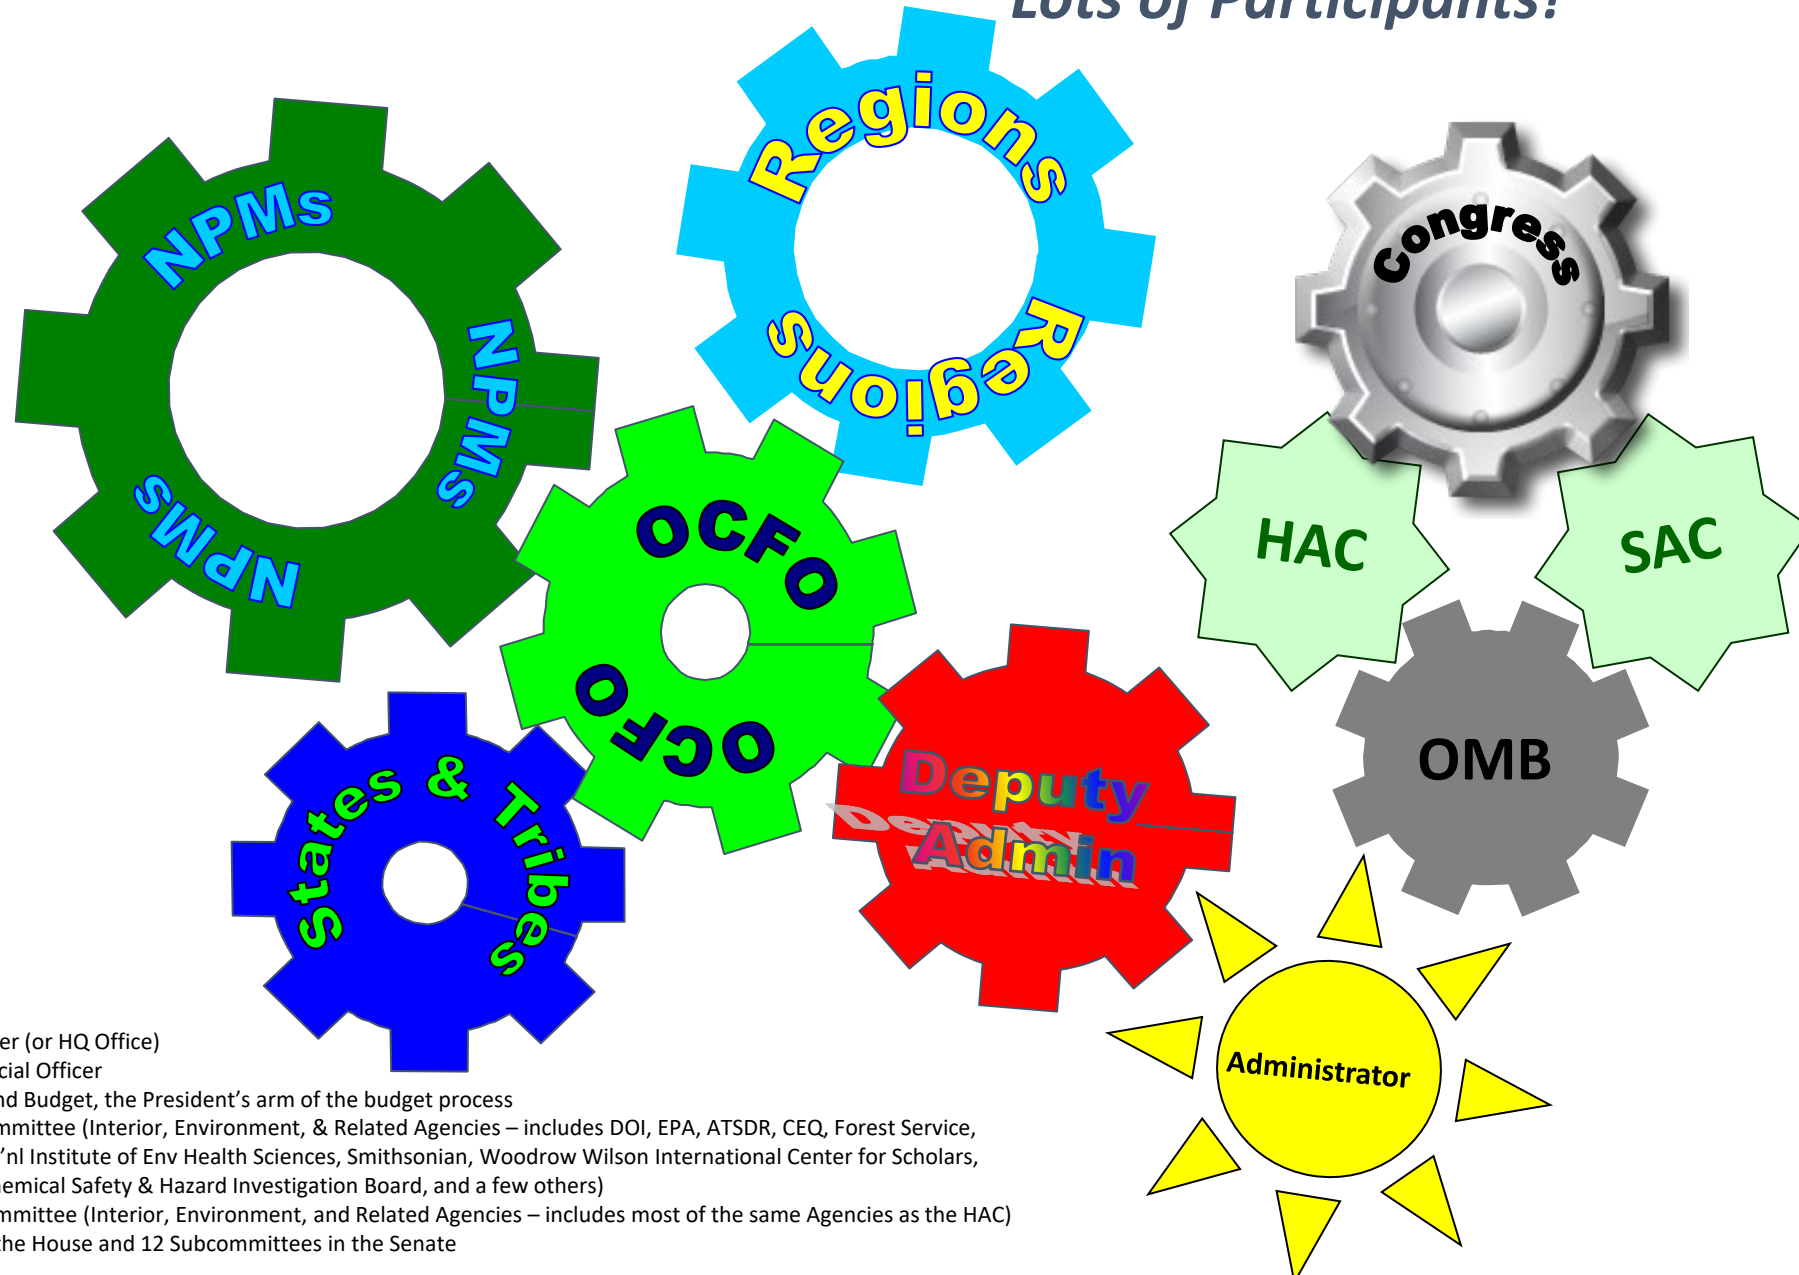 Lots of Participants!
Regions
Regions
NPMs
NPMs
NPMs
Congress
HAC
SAC
OCFO
OCFO
OMB
Deputy
Admin
States & Tribes
Administrator
er (or HQ Office)
cial Officer
nd Budget, the President’s arm of the budget process
mmittee (Interior, Environment, & Related Agencies – includes DOI, EPA, ATSDR, CEQ, Forest Service,
’nl Institute of Env Health Sciences, Smithsonian, Woodrow Wilson International Center for Scholars,
hemical Safety & Hazard Investigation Board, and a few others)
mmittee (Interior, Environment, and Related Agencies – includes most of the same Agencies as the HAC)
the House and 12 Subcommittees in the Senate